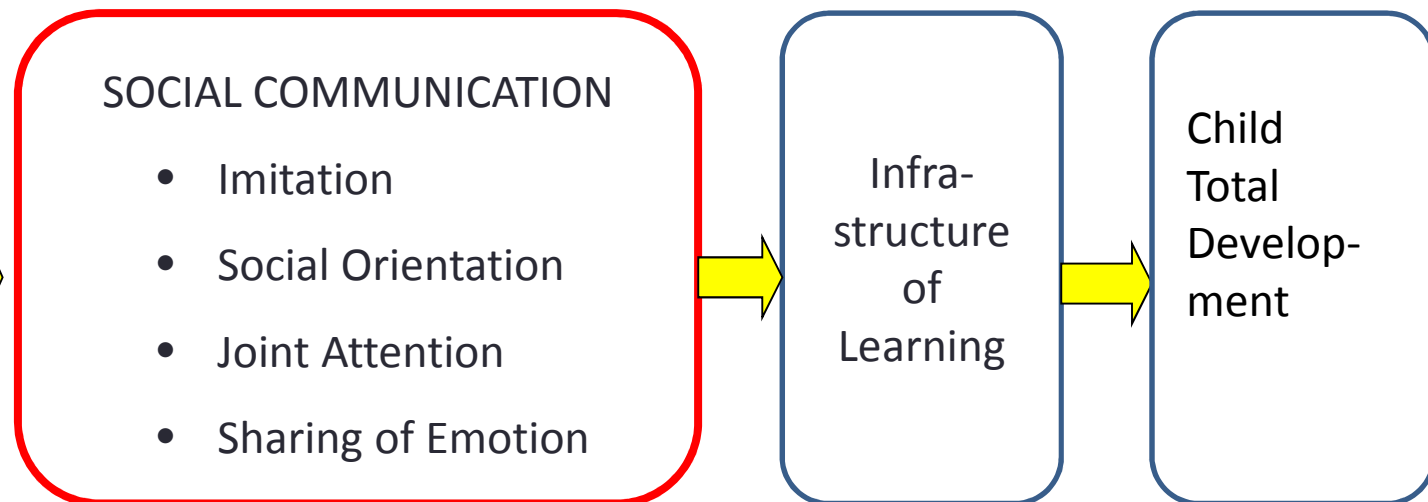 SOCIAL COMMUNICATION
• Imitation
• Social Orientation
• Joint Attention
• Sharing of Emotion
Infra-
structure
of
Learning
Child
Total
Develop-
ment